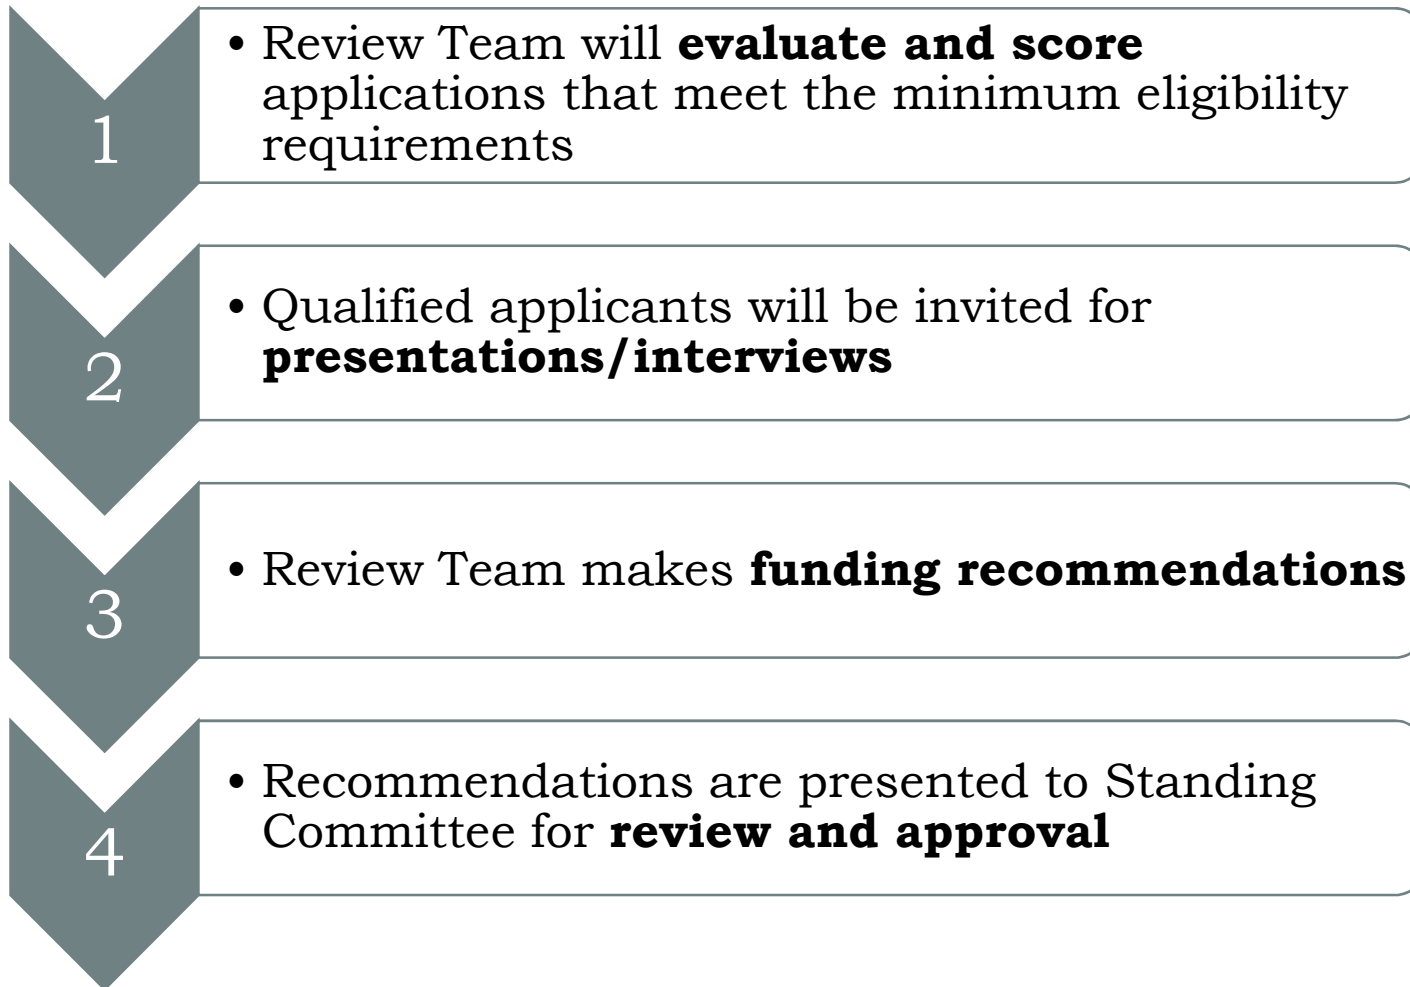 1
• Review Team will evaluate and score
applications that meet the minimum eligibility
requirements
2
• Qualified applicants will be invited for
presentations/interviews
3
• Review Team makes funding recommendations
4
• Recommendations are presented to Standing
Committee for review and approval